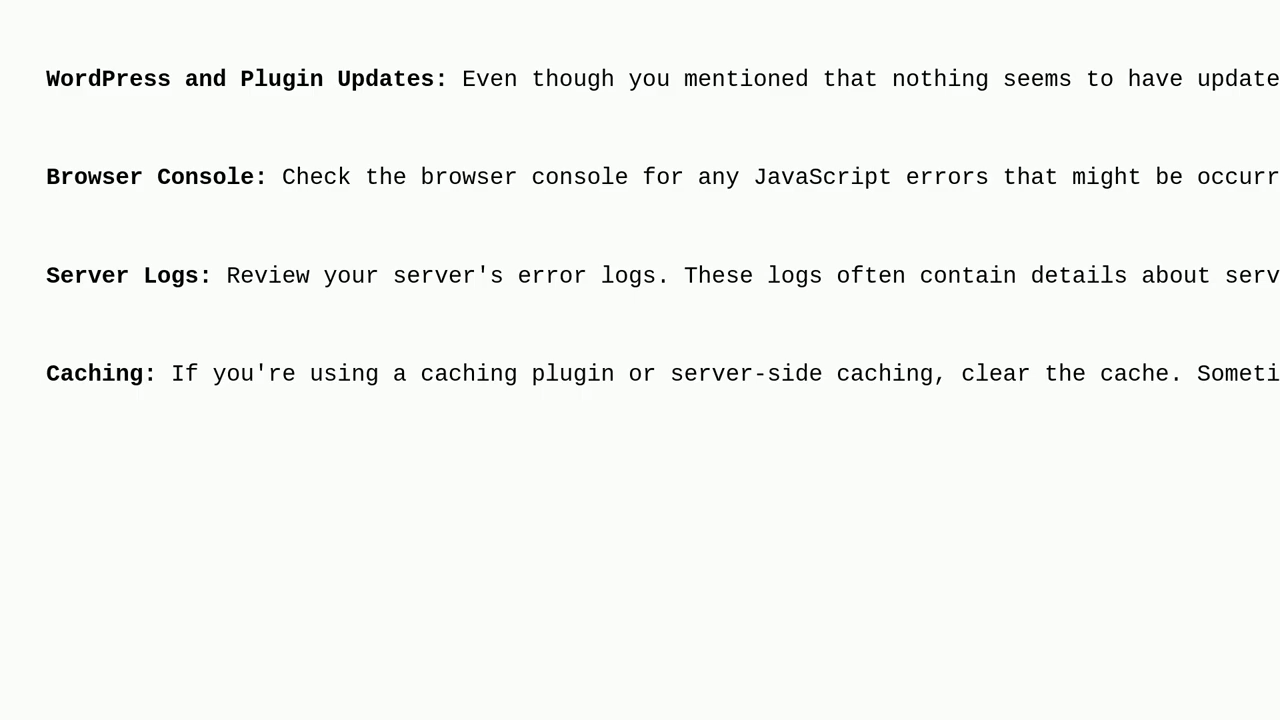 WordPress and Plugin Updates: Even though you mentioned that nothing seems to have update
Browser Console: Check the browser console for any JavaScript errors that might be occurr
Server Logs: Review your server's error logs. These logs often contain details about serv
Caching: If you're using a caching plugin or server-side caching, clear the cache. Someti